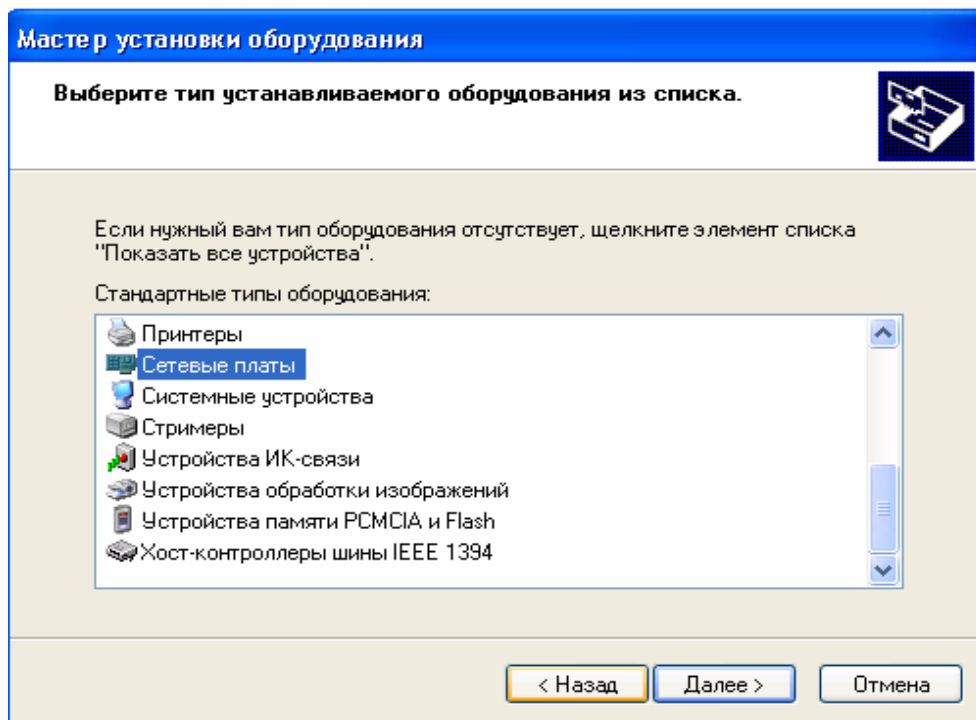 Мастер установки оборудования
Выберите тип устанавливаемого оборудования из списка.
Если нужный вам тип оборудования отсутствует, щелкните элемент списка
"Показать все устройства".
Стандартные типы оборудования:
Принтеры
Сетевые платы
Системные устройства
Стримеры
Устройства ИК-связи
Устройства обработки изображений
Устройства памяти PCMCIA и Flash
Хост-контроллеры шины IEEE 1394
< Назад Далее > Отмена